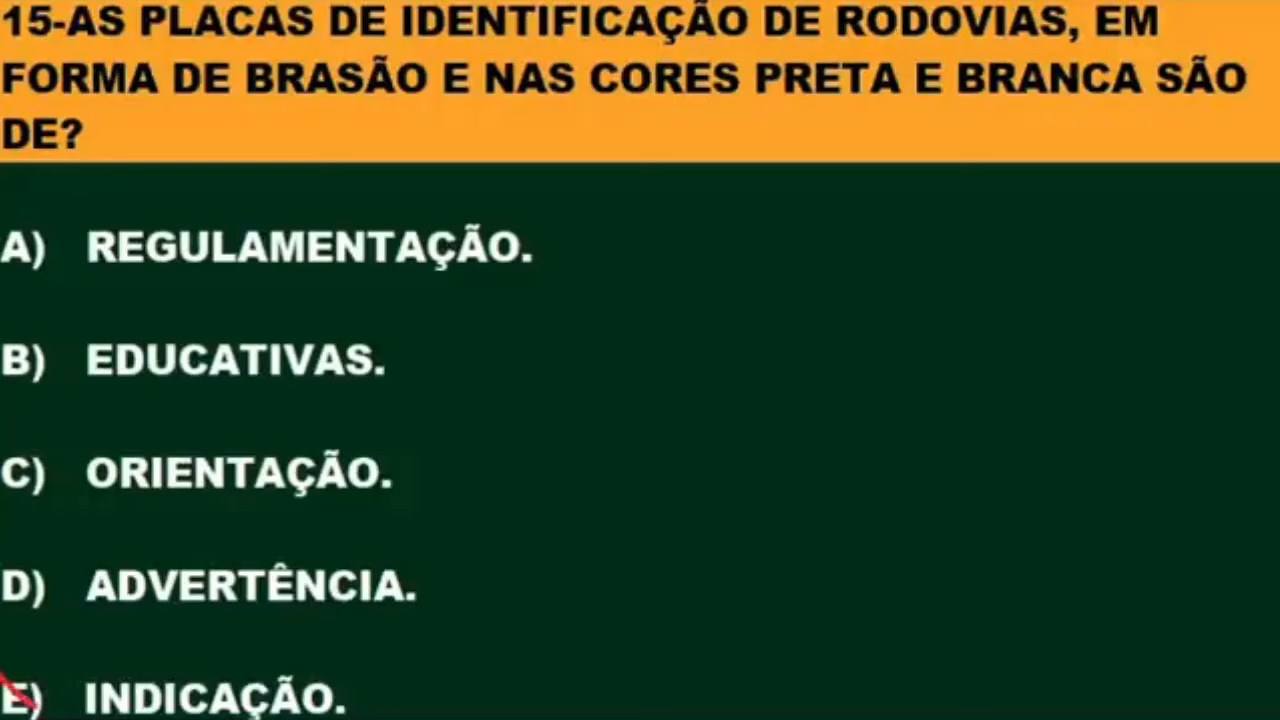 15-AS PLACAS DE IDENTIFICAÇÃO DE RODOVIAS, EM
FORMA DE BRASÃO E NAS CORES PRETA E BRANCA SÃO
DE?
A) REGULAMENTAÇÃO.
B) EDUCATIVAS.
C) ORIENTAÇÃO.
D) ADVERTÊNCIA.
E) INDICAÇÃO.